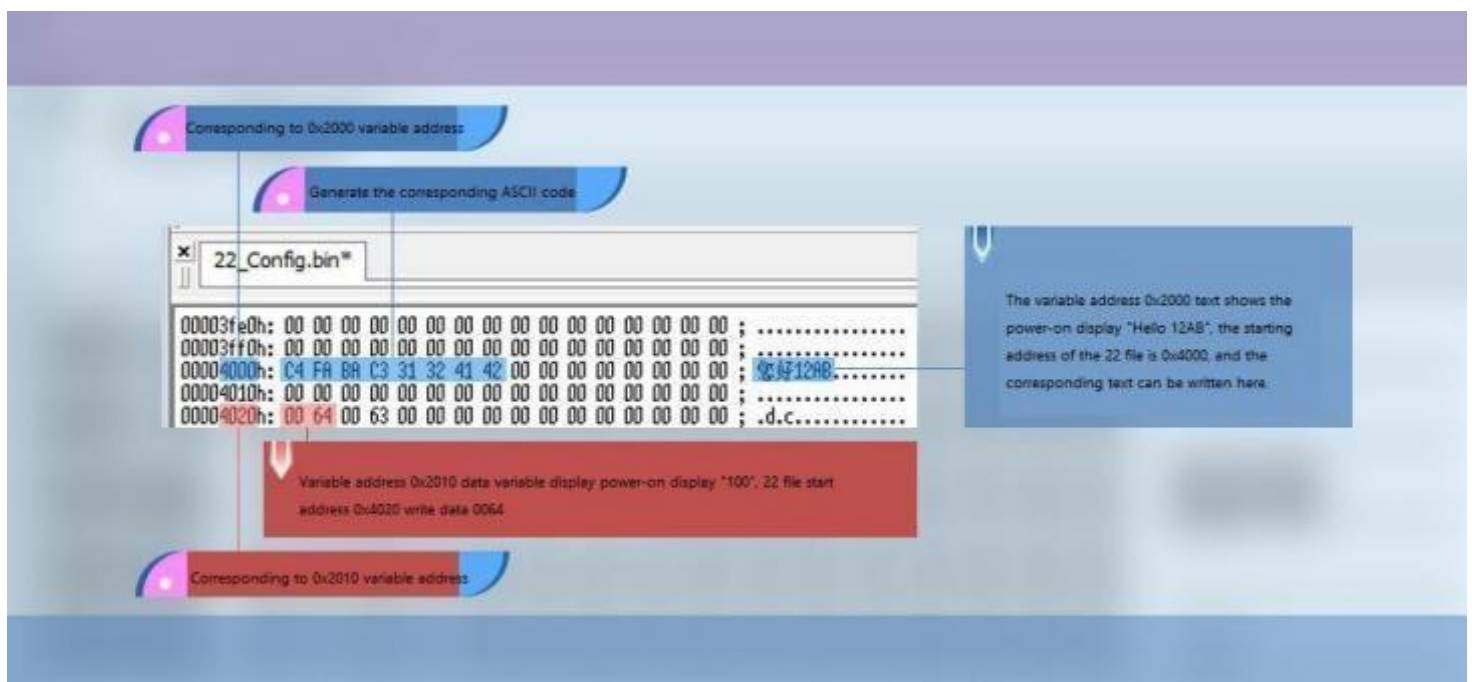 Corresponding to 0x2000 variable address
Generate the corresponding ASCII code
22_Config.bin*
00003fe0h: 00 00 00 00 00 00 00 00 00 00 00 00 00 00 00 00 ; ................
00003ff0h: 00 00 00 00 00 00 00 00 00 00 00 00 00 00 00 00 ; ................
00004000h: C4 FA BA C3 31 32 41 42 00 00 00 00 00 00 00 00 ; 您好12AB........
00004010h: 00 00 00 00 00 00 00 00 00 00 00 00 00 00 00 00 ; ................
00004020h: 00 64 00 63 00 00 00 00 00 00 00 00 00 00 00 00 ; .d.c............
The variable address 0x2000 text shows the
power-on display "Hello 12AB", the starting
address of the 22 file is 0x4000, and the
corresponding text can be written here.
Variable address 0x2010 data variable display power-on display "100", 22 file start
address 0x4020 write data 0064
Corresponding to 0x2010 variable address